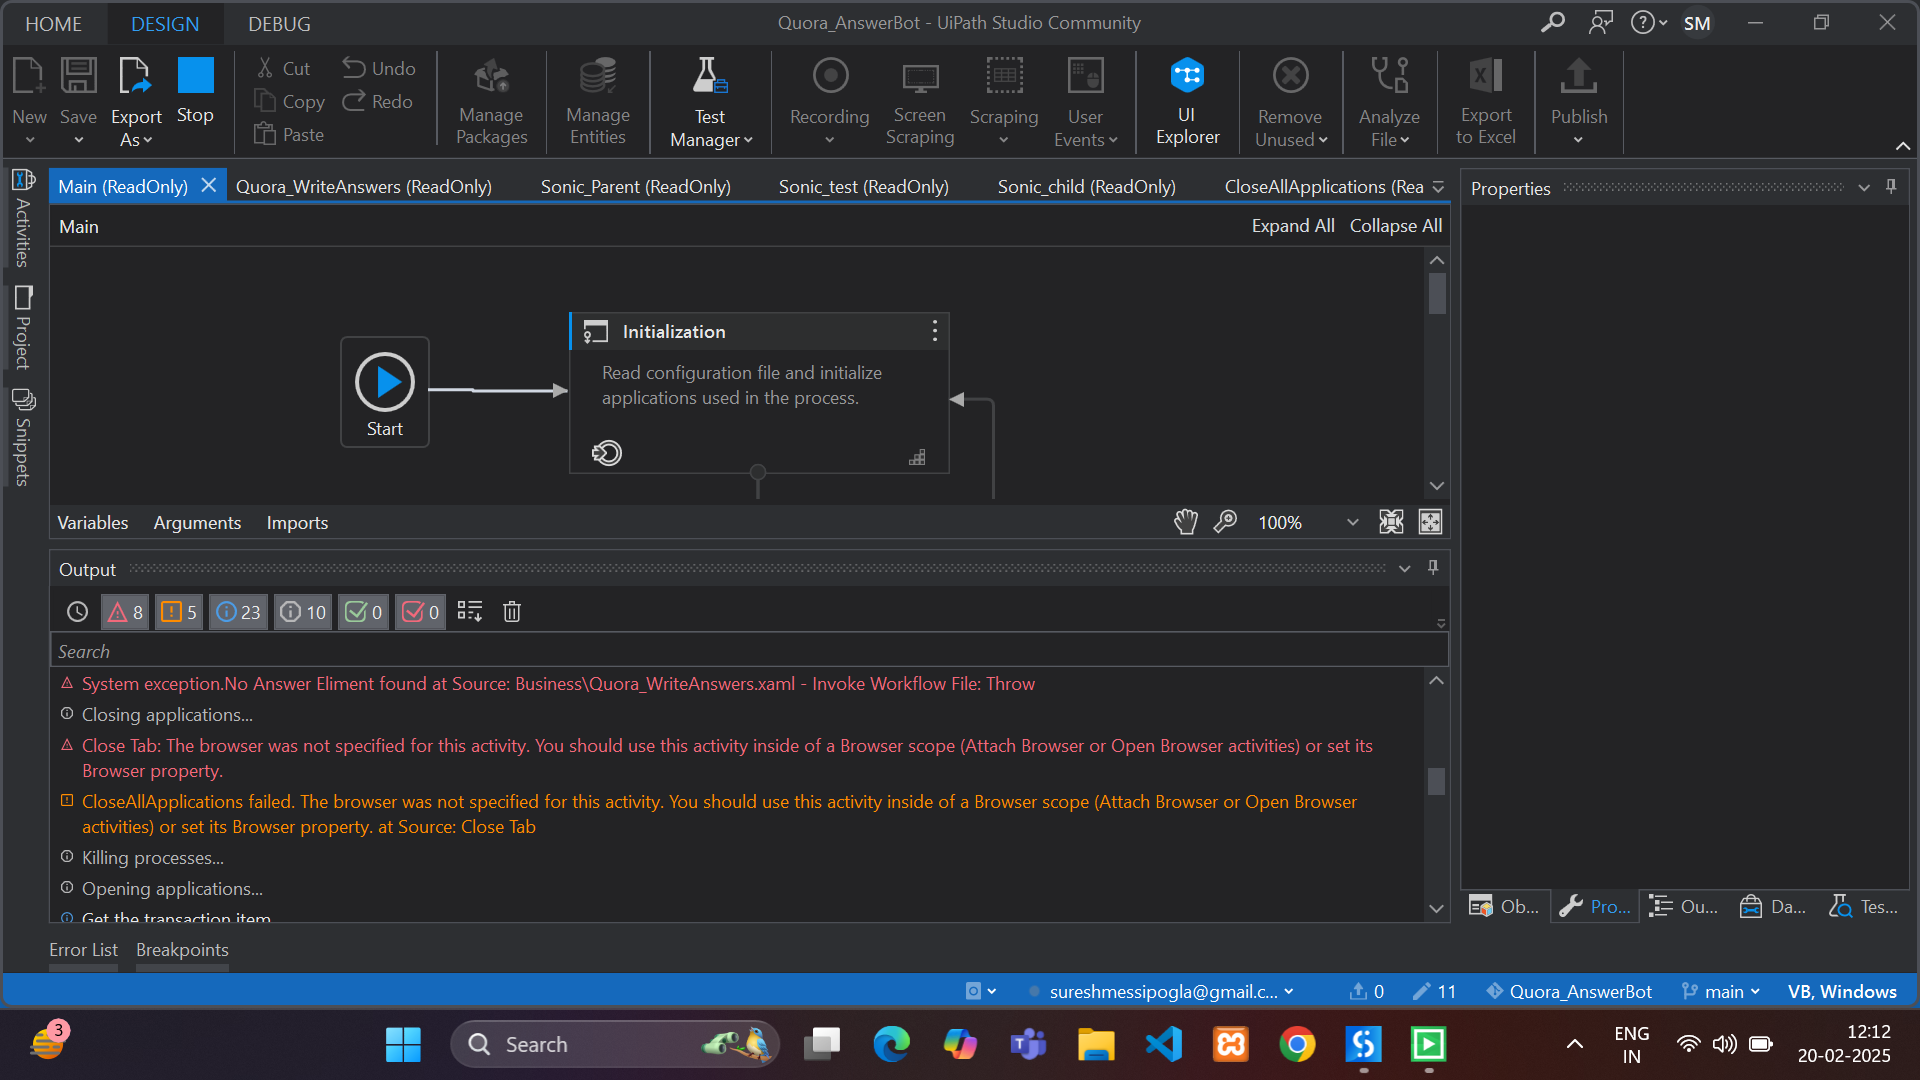 HOME DESIGN DEBUG
Quora_AnswerBot - UiPath Studio Community
SM
New
Save
Export As
Stop
Cut
Copy
Paste
Undo
Redo
Manage Packages
Manage Entities
Test Manager
Recording
Screen Scraping
Scraping
User Events
UI Explorer
Remove Unused
Analyze File
Export to Excel
Publish
Activities
Project
Snippets
Main (ReadOnly)
Quora_WriteAnswers (ReadOnly)
Sonic_Parent (ReadOnly)
Sonic_test (ReadOnly)
Sonic_child (ReadOnly)
CloseAllApplications (Rea
Properties
Main
Expand All Collapse All
Start
Initialization
Read configuration file and initialize
applications used in the process.
Variables Arguments Imports
100%
Output
8 5 23 10 0 0
Search
System exception.No Answer Eliment found at Source: Business\Quora_WriteAnswers.xaml - Invoke Workflow File: Throw
Closing applications...
Close Tab: The browser was not specified for this activity. You should use this activity inside of a Browser scope (Attach Browser or Open Browser activities) or set its
Browser property.
CloseAllApplications failed. The browser was not specified for this activity. You should use this activity inside of a Browser scope (Attach Browser or Open Browser
activities) or set its Browser property. at Source: Close Tab
Killing processes...
Opening applications...
Get the transaction item
Ob... Pro... Ou... Da... Tes...
Error List Breakpoints
sureshmessipogla@gmail.c... 0 11 Quora_AnswerBot main VB, Windows
3
Search
ENG
IN
12:12
20-02-2025